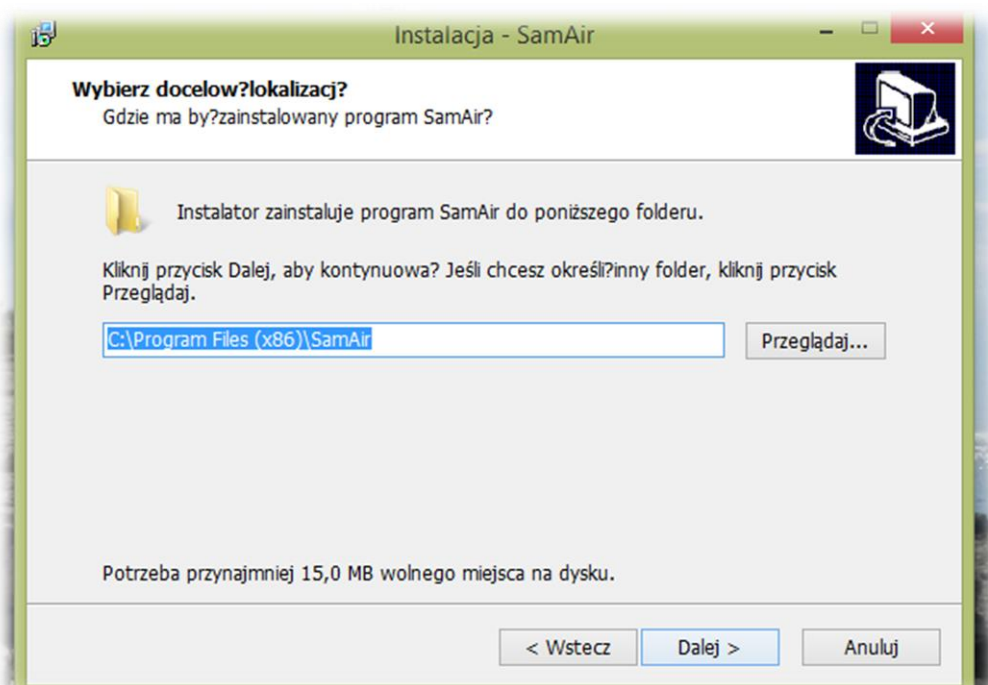 Instalacja - SamAir
Wybierz docelow?lokalizacj?
Gdzie ma by?zainstalowany program SamAir?
Instalator zainstaluje program SamAir do poniższego folderu.
Kliknij przycisk Dalej, aby kontynuowa? Jeśli chcesz określi?inny folder, kliknij przycisk
Przeglądaj.
C:\Program Files (x86)\SamAir
Przeglądaj...
Potrzeba przynajmniej 15,0 MB wolnego miejsca na dysku.
< Wstecz
Dalej >
Anuluj